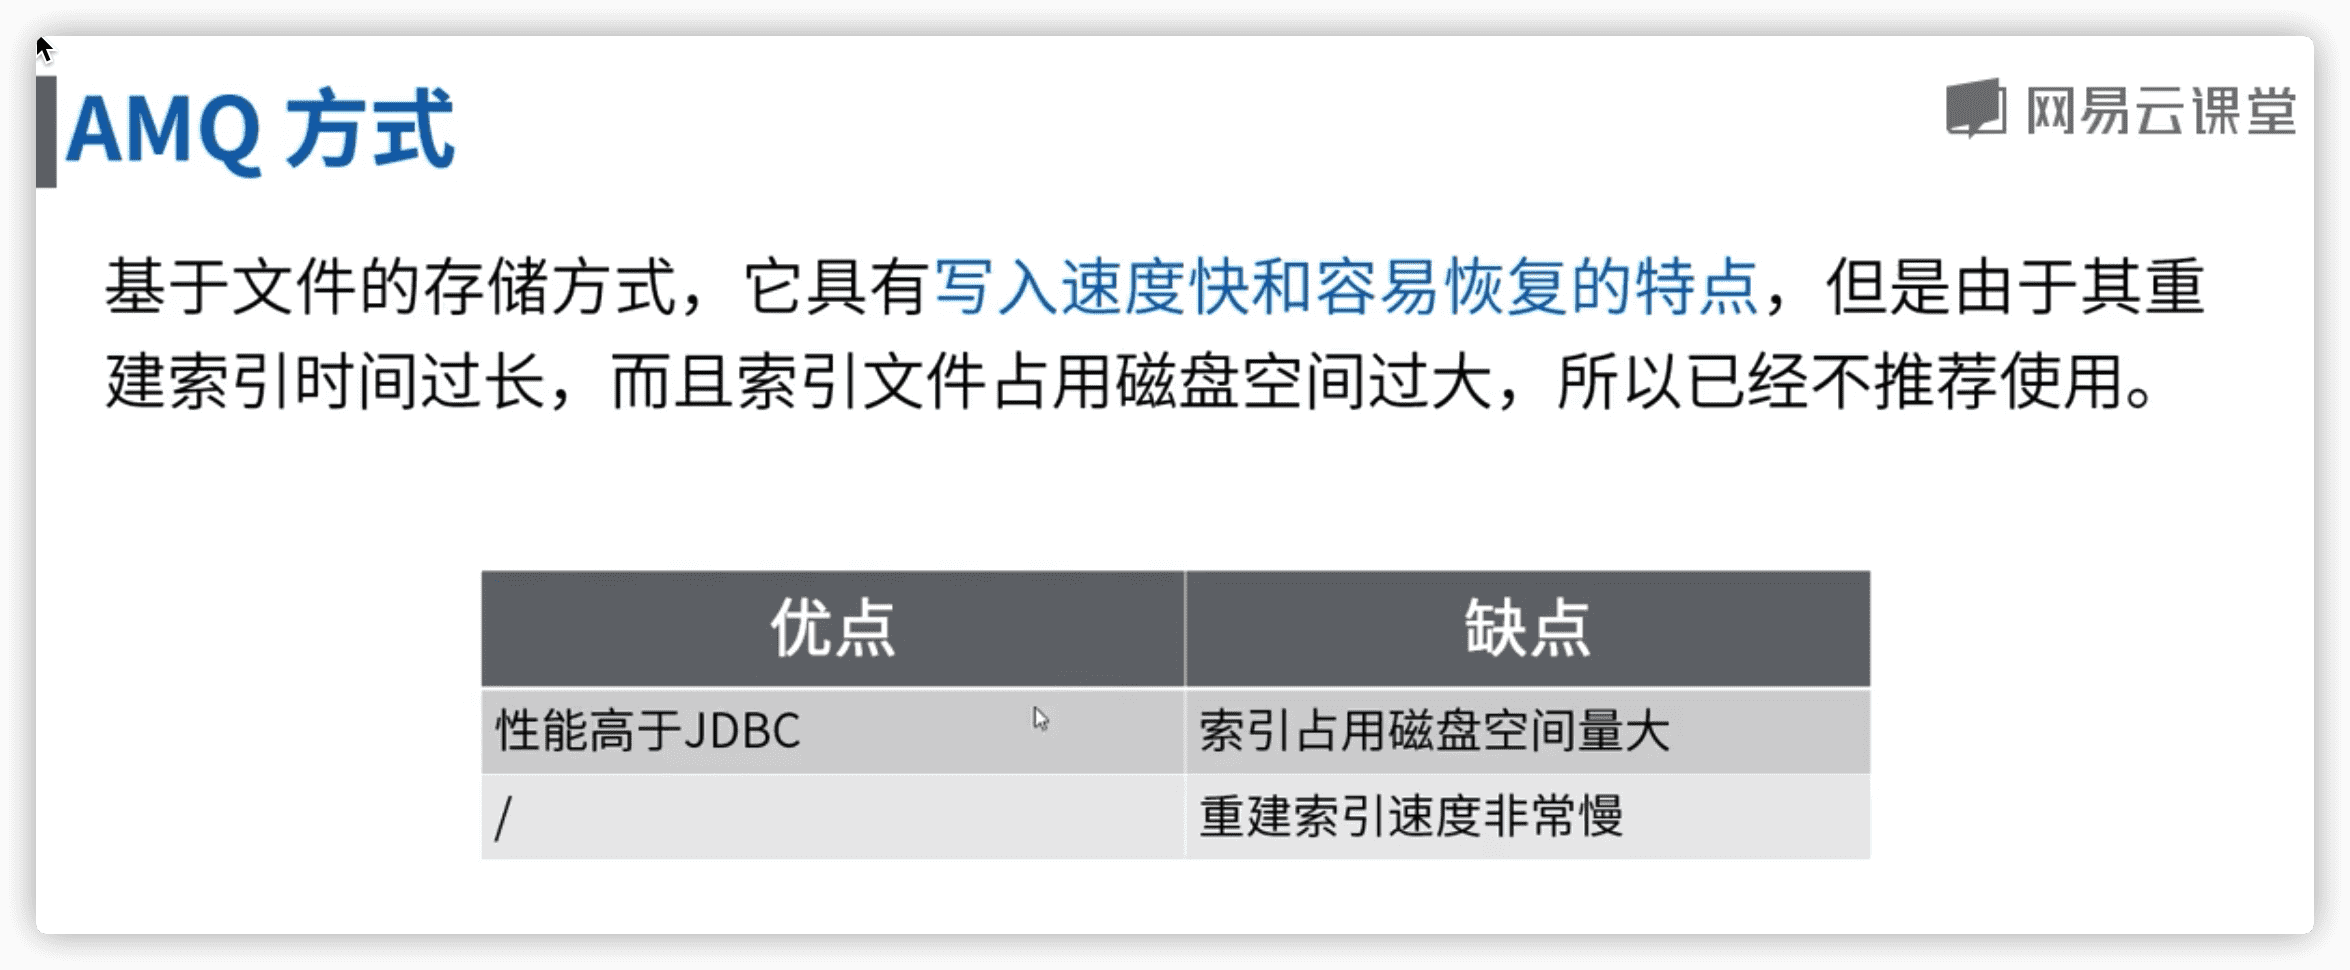 AMQ 方式
网易云课堂
基于文件的存储方式，它具有写入速度快和容易恢复的特点，但是由于其重
建索引时间过长，而且索引文件占用磁盘空间过大，所以已经不推荐使用。
优点 缺点
性能高于JDBC 索引占用磁盘空间量大
/ 重建索引速度非常慢